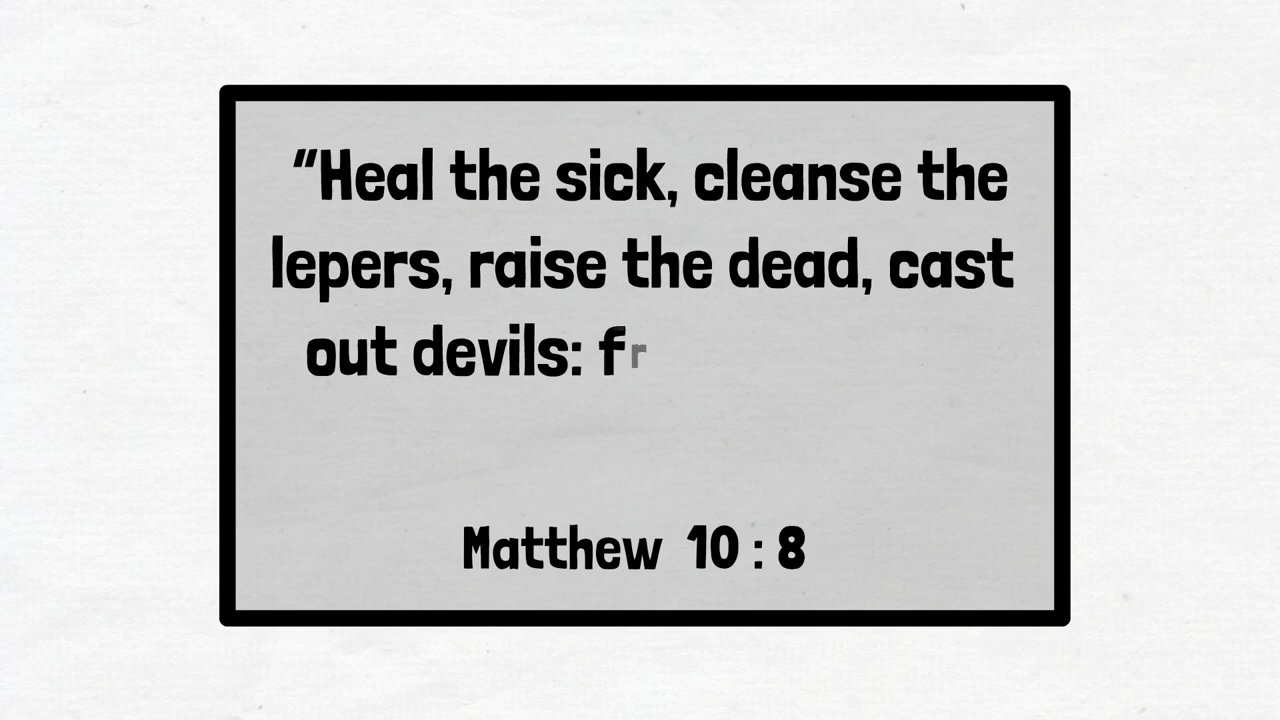 "Heal the sick, cleanse the
lepers, raise the dead, cast
out devils: fr
Matthew 10 : 8